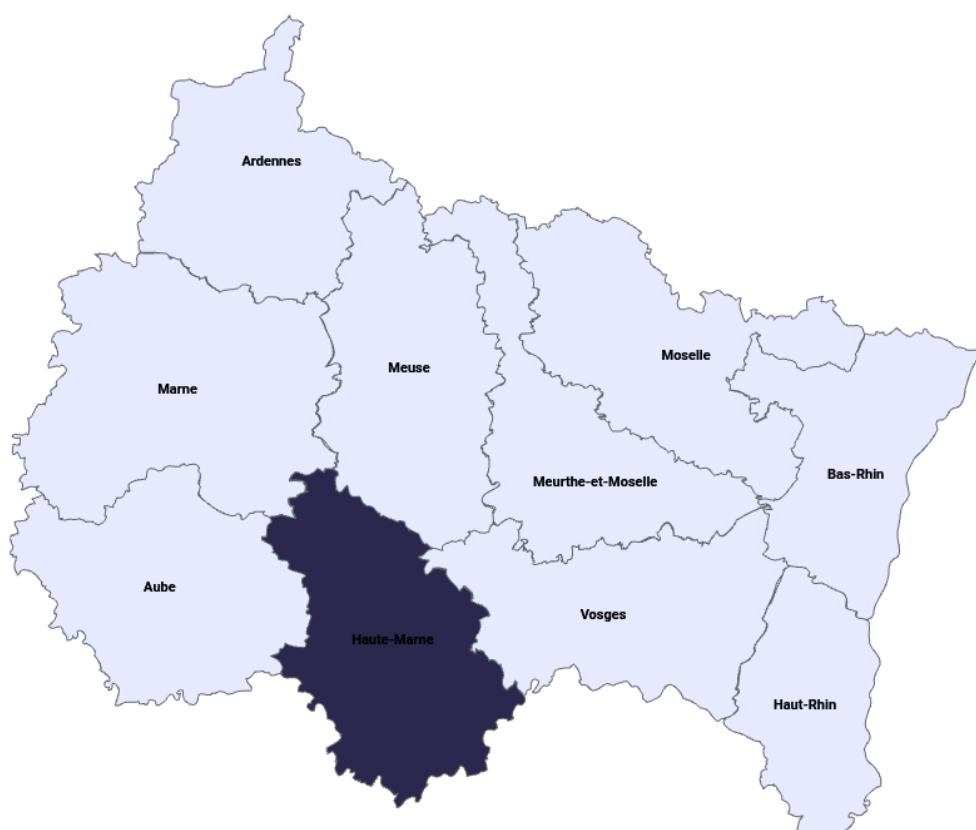 Ardennes
Moselle
Meuse
Marne
Bas-Rhin
Meurthe-et-Moselle
Aube
Vosges
Haute-Marne
Haut-Rhin